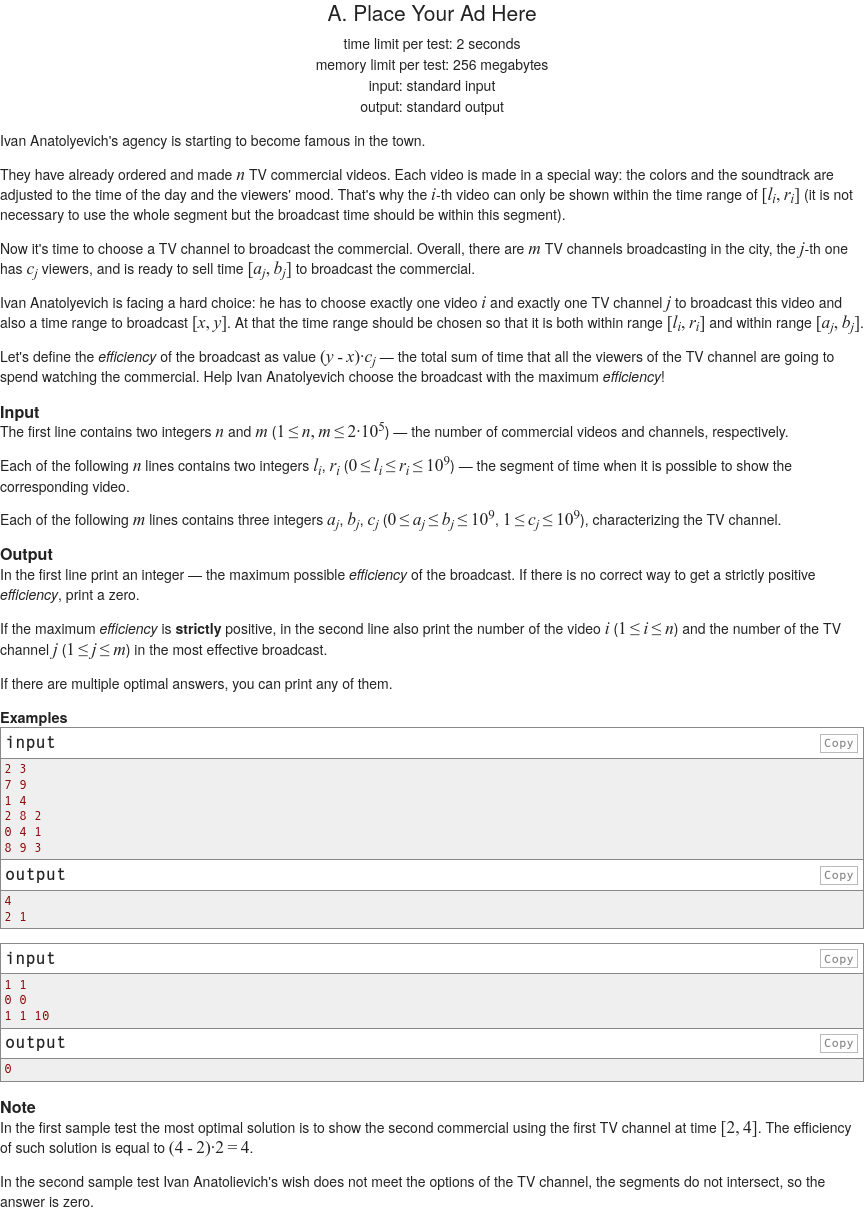 A. Place Your Ad Here
time limit per test: 2 seconds
memory limit per test: 256 megabytes
input: standard input
output: standard output
Ivan Anatolyevich's agency is starting to become famous in the town.
They have already ordered and made n TV commercial videos. Each video is made in a special way: the colors and the soundtrack are
adjusted to the time of the day and the viewers' mood. That's why the i-th video can only be shown within the time range of [l_i, r_i] (it is not
necessary to use the whole segment but the broadcast time should be within this segment).
Now it's time to choose a TV channel to broadcast the commercial. Overall, there are m TV channels broadcasting in the city, the j-th one
has c_j viewers, and is ready to sell time [a_j, b_j] to broadcast the commercial.
Ivan Anatolyevich is facing a hard choice: he has to choose exactly one video i and exactly one TV channel j to broadcast this video and
also a time range to broadcast [x, y]. At that the time range should be chosen so that it is both within range [l_i, r_i] and within range [a_j, b_j].
Let's define the efficiency of the broadcast as value (y - x)·c_j — the total sum of time that all the viewers of the TV channel are going to
spend watching the commercial. Help Ivan Anatolyevich choose the broadcast with the maximum efficiency!
Input
The first line contains two integers n and m (1 ≤ n, m ≤ 2·10^5) — the number of commercial videos and channels, respectively.
Each of the following n lines contains two integers l_i, r_i (0 ≤ l_i ≤ r_i ≤ 10^9) — the segment of time when it is possible to show the
corresponding video.
Each of the following m lines contains three integers a_j, b_j, c_j (0 ≤ a_j ≤ b_j ≤ 10^9, 1 ≤ c_j ≤ 10^9), characterizing the TV channel.
Output
In the first line print an integer — the maximum possible efficiency of the broadcast. If there is no correct way to get a strictly positive
efficiency, print a zero.
If the maximum efficiency is strictly positive, in the second line also print the number of the video i (1 ≤ i ≤ n) and the number of the TV
channel j (1 ≤ j ≤ m) in the most effective broadcast.
If there are multiple optimal answers, you can print any of them.
Examples
input Copy
2 3
7 9
1 4
2 8 2
0 4 1
8 9 3
output Copy
4
2 1
input Copy
1 1
0 0
1 1 10
output Copy
0
Note
In the first sample test the most optimal solution is to show the second commercial using the first TV channel at time [2, 4]. The efficiency
of such solution is equal to (4 - 2)·2 = 4.
In the second sample test Ivan Anatolievich's wish does not meet the options of the TV channel, the segments do not intersect, so the
answer is zero.